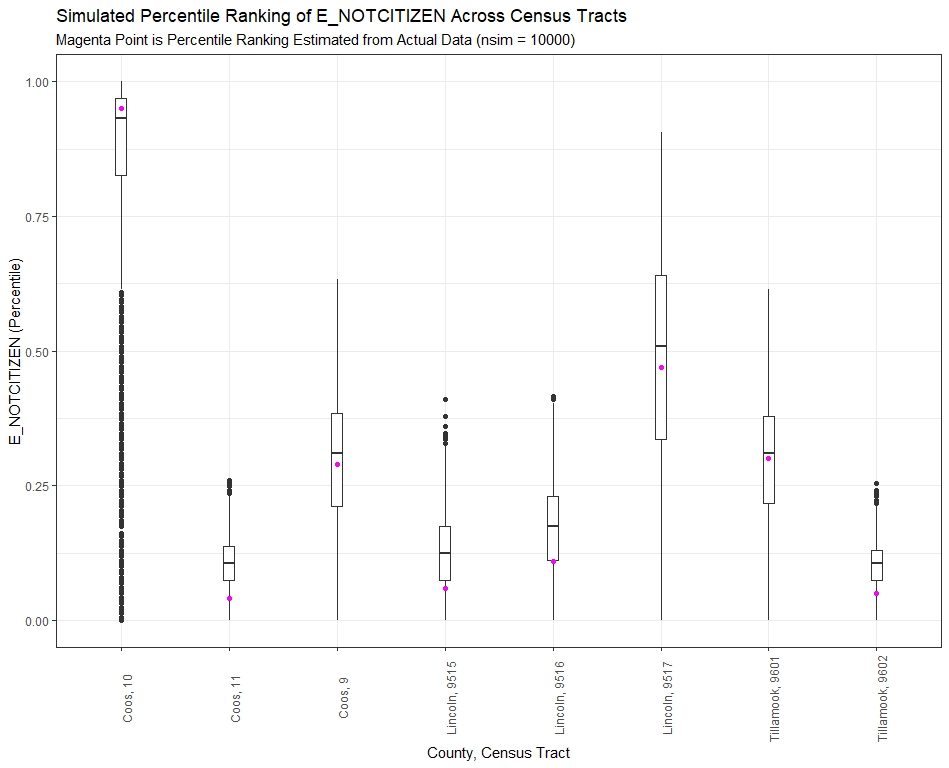 Simulated Percentile Ranking of E_NOTCITIZEN Across Census Tracts
Magenta Point is Percentile Ranking Estimated from Actual Data (nsim = 10000)
E_NOTCITIZEN (Percentile)
1.00
0.75
0.50
0.25
0.00
Coos, 10
Coos, 11
Coos, 9
Lincoln, 9515
Lincoln, 9516
Lincoln, 9517
Tillamook, 9601
Tillamook, 9602
County, Census Tract